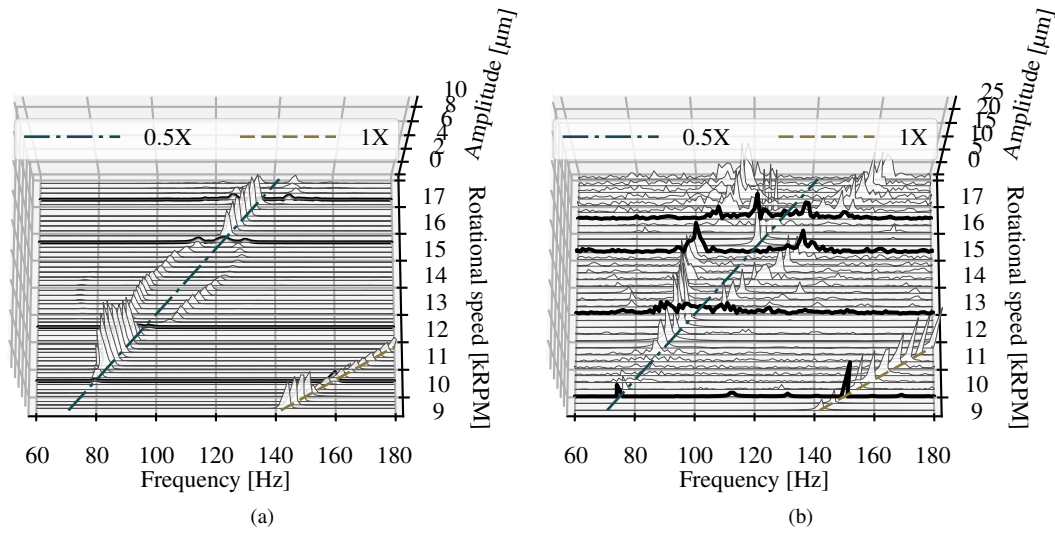 0.5X 1X
10
8
6
4
2
0
Amplitude [μm]
17
16
15
14
13
12
11
10
9
Rotational speed [kRPM]
60 80 100 120 140 160 180
Frequency [Hz]
(a)
0.5X 1X
25
20
15
10
5
0
Amplitude [μm]
17
16
15
14
13
12
11
10
9
Rotational speed [kRPM]
60 80 100 120 140 160 180
Frequency [Hz]
(b)